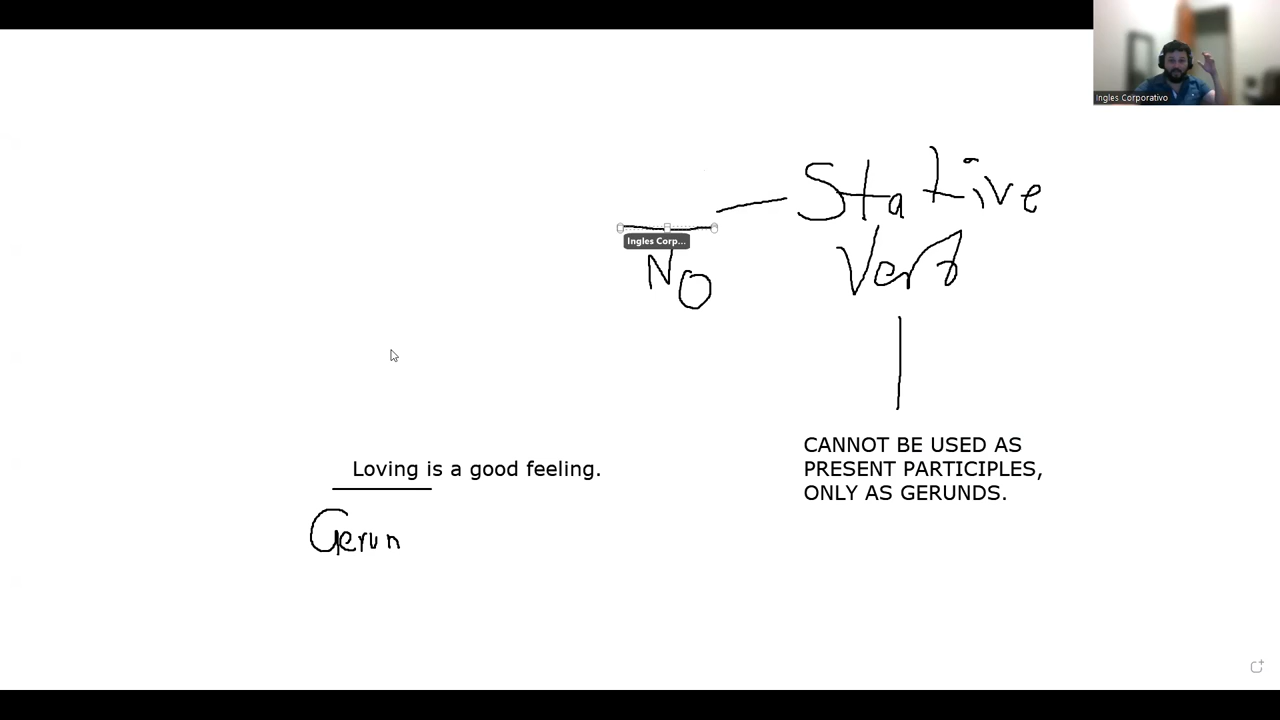 Ingles Corporativo
Stative
Verb
Ingles Corp...
NO
Loving is a good feeling.
Gerun
CANNOT BE USED AS
PRESENT PARTICIPLES,
ONLY AS GERUNDS.